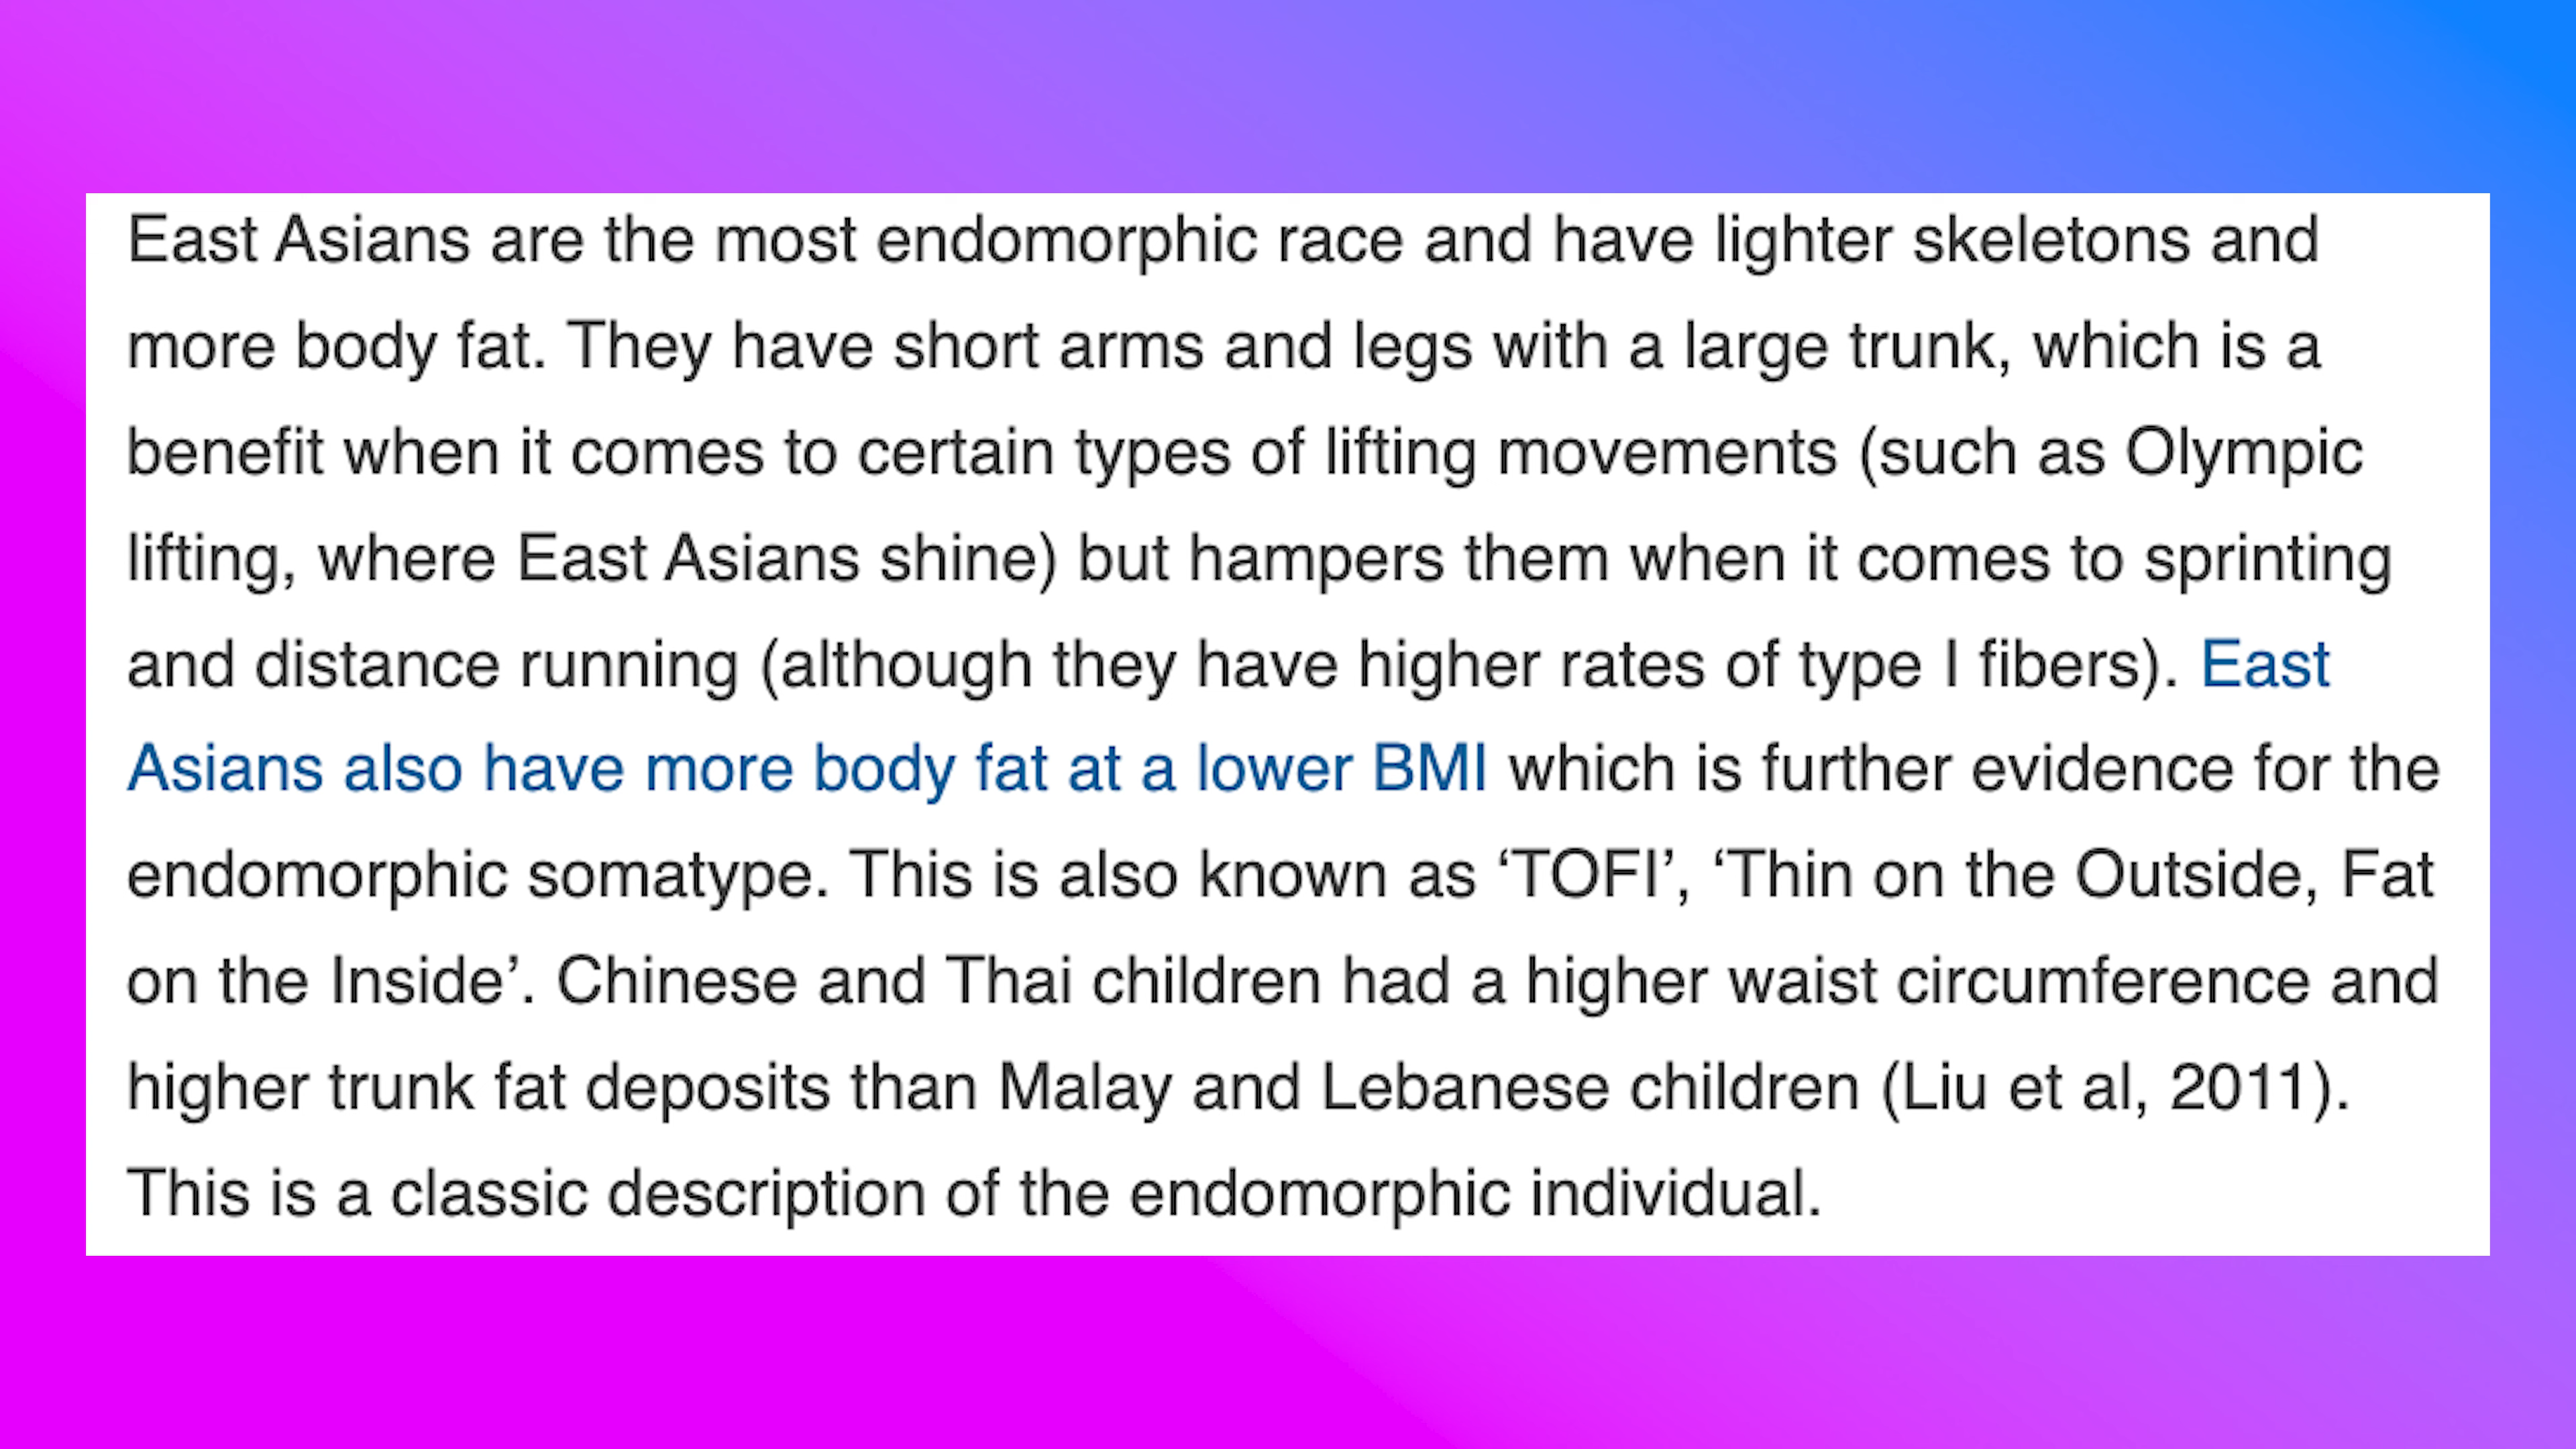 East Asians are the most endomorphic race and have lighter skeletons and
more body fat. They have short arms and legs with a large trunk, which is a
benefit when it comes to certain types of lifting movements (such as Olympic
lifting, where East Asians shine) but hampers them when it comes to sprinting
and distance running (although they have higher rates of type I fibers). East
Asians also have more body fat at a lower BMI which is further evidence for the
endomorphic somatype. This is also known as ‘TOFI’, ‘Thin on the Outside, Fat
on the Inside’. Chinese and Thai children had a higher waist circumference and
higher trunk fat deposits than Malay and Lebanese children (Liu et al, 2011).
This is a classic description of the endomorphic individual.